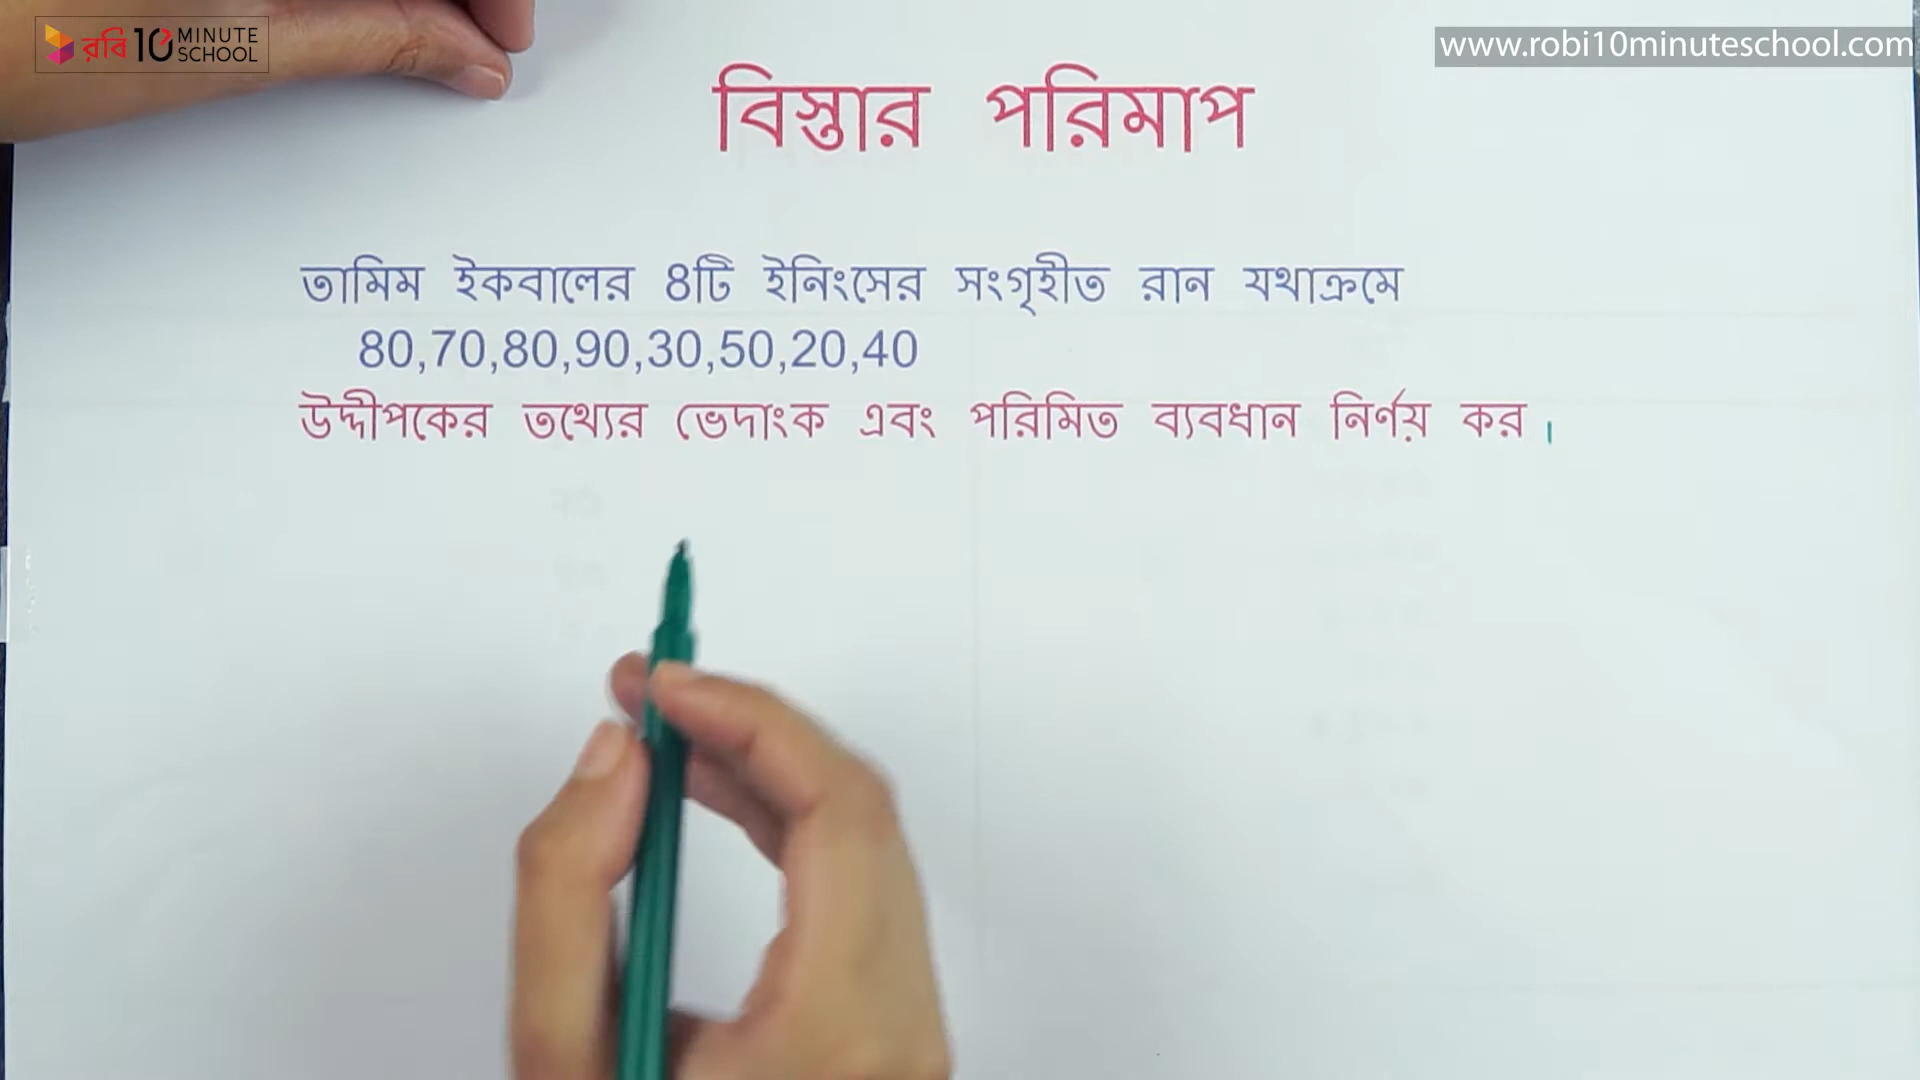 রবি 10 MINUTE SCHOOL
www.robi10minuteschool.com
বিস্তার পরিমাপ
তামিম ইকবালের 8টি ইনিংসের সংগৃহীত রান যথাক্রমে
80,70,80,90,30,50,20,40
উদ্দীপকের তথ্যের ভেদাংক এবং পরিমিত ব্যবধান নির্ণয় কর।